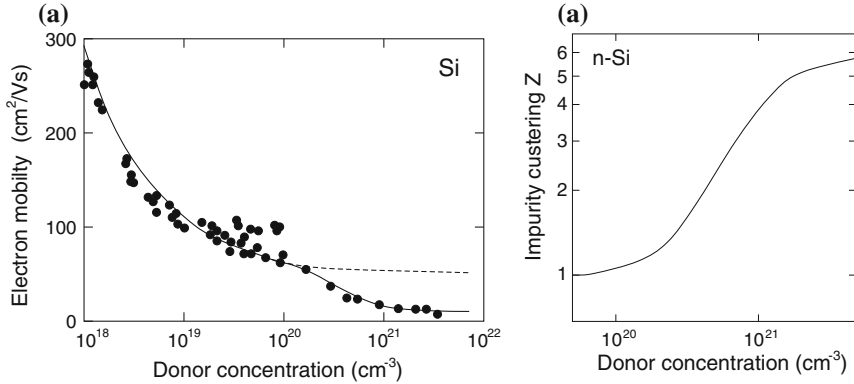 (a)
300
200
100
0
Electron mobilty (cm²/Vs)
Si
10¹⁸
10¹⁹
10²⁰
10²¹
10²²
Donor concentration (cm⁻³)
(a)
6
5
4
3
2
1
Impurity custering Z
n-Si
10²⁰
10²¹
Donor concentration (cm⁻³)